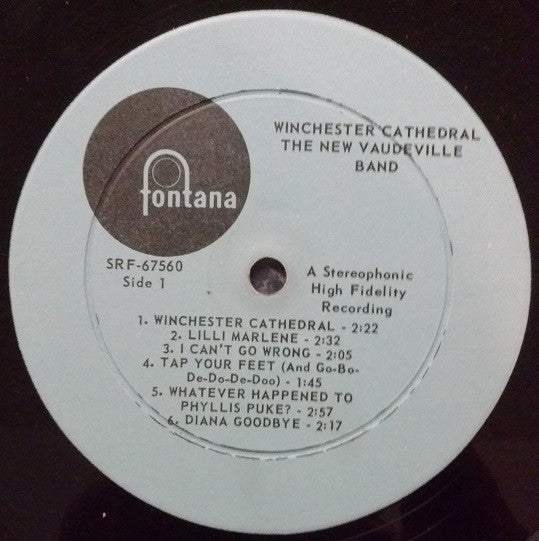 WINCHESTER CATHEDRAL
THE NEW VAUDEVILLE
BAND
fontana
SRF-67560
Side 1
A Stereophonic
High Fidelity
Recording
1. WINCHESTER CATHEDRAL - 2:22
2. LILLI MARLENE - 2:32
3. I CAN'T GO WRONG - 2:05
4. TAP YOUR FEET (And Go-Bo-
De-Do-De-Doo) - 1:45
5. WHATEVER HAPPENED TO
PHYLLIS PUKE? - 2:57
6. DIANA GOODBYE - 2:17